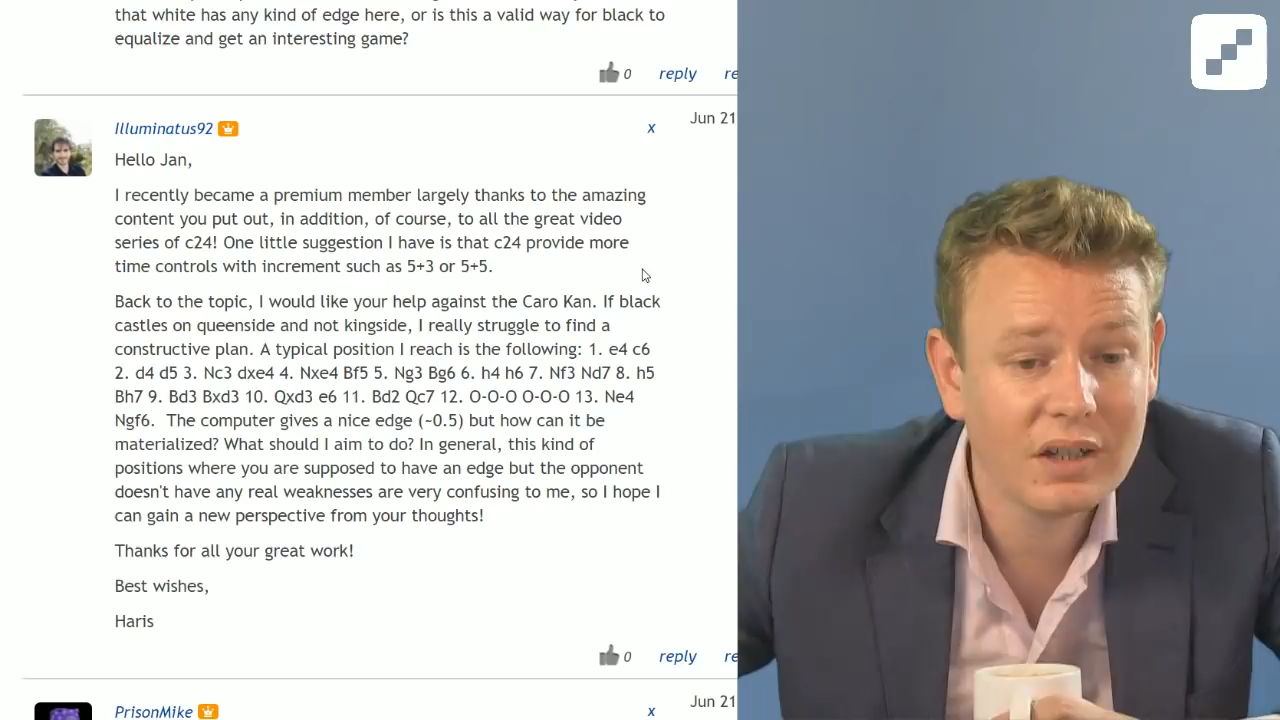 that white has any kind of edge here, or is this a valid way for black to
equalize and get an interesting game?
0 reply re
Illuminatus92 x Jun 21
Hello Jan,
I recently became a premium member largely thanks to the amazing
content you put out, in addition, of course, to all the great video
series of c24! One little suggestion I have is that c24 provide more
time controls with increment such as 5+3 or 5+5.
Back to the topic, I would like your help against the Caro Kan. If black
castles on queenside and not kingside, I really struggle to find a
constructive plan. A typical position I reach is the following: 1. e4 c6
2. d4 d5 3. Nc3 dxe4 4. Nxe4 Bf5 5. Ng3 Bg6 6. h4 h6 7. Nf3 Nd7 8. h5
Bh7 9. Bd3 Bxd3 10. Qxd3 e6 11. Bd2 Qc7 12. O-O-O O-O-O 13. Ne4
Ngf6. The computer gives a nice edge (~0.5) but how can it be
materialized? What should I aim to do? In general, this kind of
positions where you are supposed to have an edge but the opponent
doesn't have any real weaknesses are very confusing to me, so I hope I
can gain a new perspective from your thoughts!
Thanks for all your great work!
Best wishes,
Haris
0 reply re
PrisonMike x Jun 21